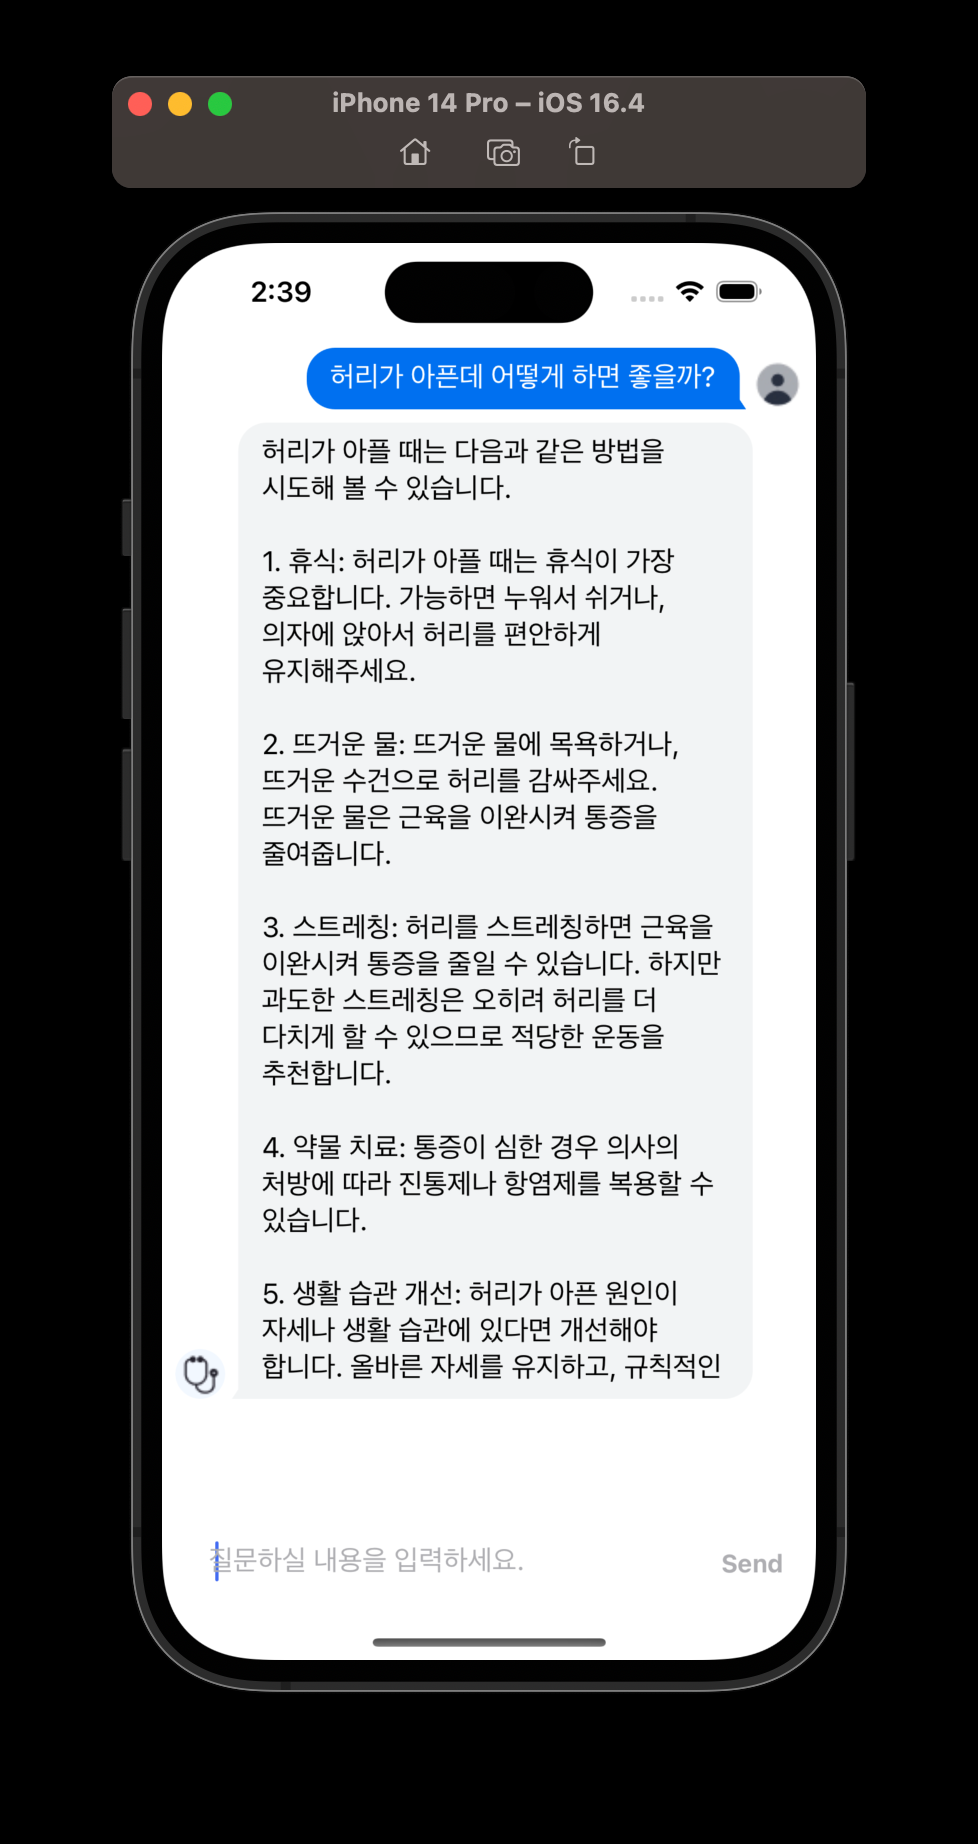 iPhone 14 Pro – iOS 16.4
2:39
허리가 아픈데 어떻게 하면 좋을까?
허리가 아플 때는 다음과 같은 방법을
시도해 볼 수 있습니다.
1. 휴식: 허리가 아플 때는 휴식이 가장
중요합니다. 가능하면 누워서 쉬거나,
의자에 앉아서 허리를 편안하게
유지해주세요.
2. 뜨거운 물: 뜨거운 물에 목욕하거나,
뜨거운 수건으로 허리를 감싸주세요.
뜨거운 물은 근육을 이완시켜 통증을
줄여줍니다.
3. 스트레칭: 허리를 스트레칭하면 근육을
이완시켜 통증을 줄일 수 있습니다. 하지만
과도한 스트레칭은 오히려 허리를 더
다치게 할 수 있으므로 적당한 운동을
추천합니다.
4. 약물 치료: 통증이 심한 경우 의사의
처방에 따라 진통제나 항염제를 복용할 수
있습니다.
5. 생활 습관 개선: 허리가 아픈 원인이
자세나 생활 습관에 있다면 개선해야
합니다. 올바른 자세를 유지하고, 규칙적인
질문하실 내용을 입력하세요.
Send